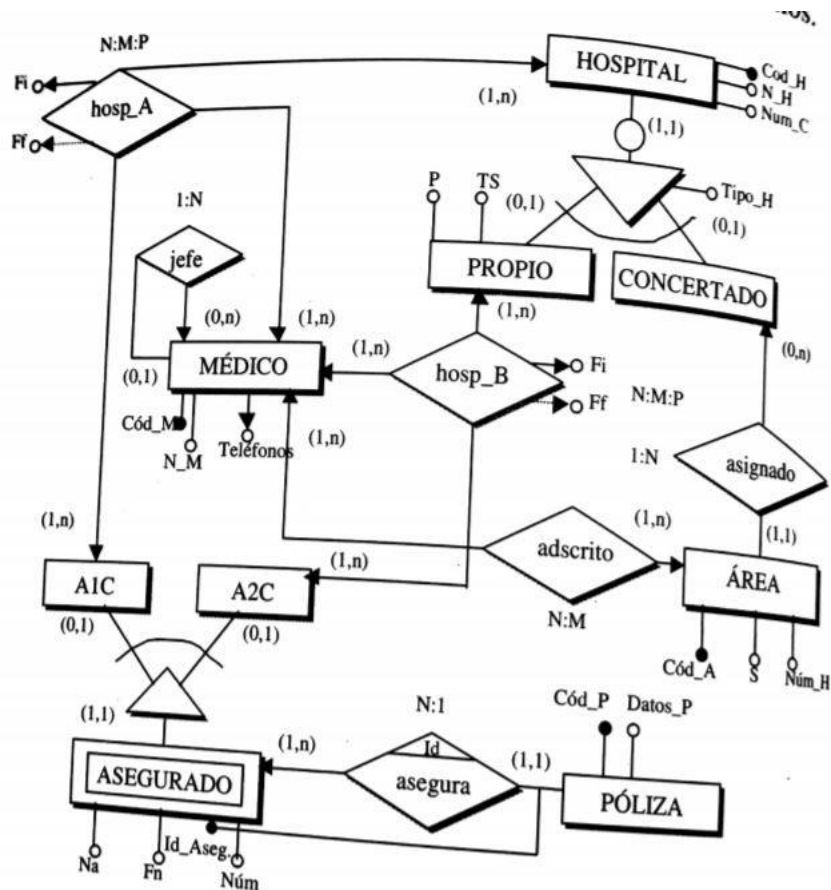 N:M:P
HOSPITAL
Cod_H
N_H
Num_C
Fi
hosp_A
Ff
(1,n)
(1,1)
Tipo_H
P
TS
(0,1)
(0,1)
1:N
jefe
PROPIO
CONCERTADO
(0,n)
(1,n)
(1,n)
(1,n)
(0,n)
(0,1)
MÉDICO
hosp_B
Fi
Ff
N:M:P
Cód_M
N_M
Teléfonos
(1,n)
1:N
asignado
(1,n)
(1,n)
(1,n)
(1,1)
adscrito
ÁREA
A1C
A2C
N:M
(0,1)
(0,1)
Cód_A
S
Núm_H
(1,1)
(1,n)
N:1
Cód_P
Datos_P
Id
asegura
(1,1)
ASEGURADO
PÓLIZA
Id_Aseg.
Na
Fn
Núm